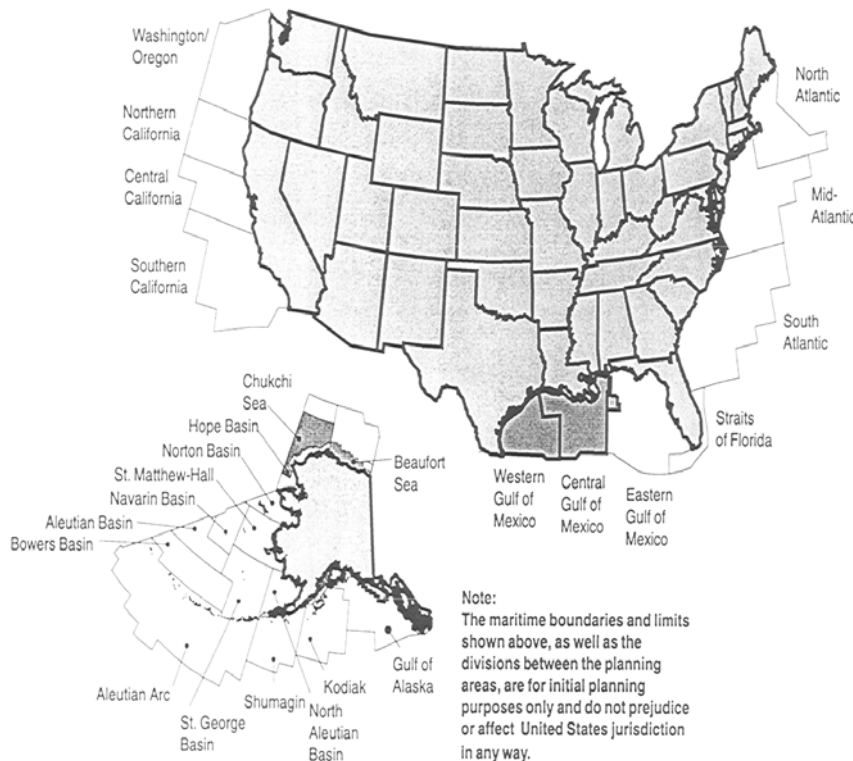 Washington/
Oregon
Northern
California
Central
California
Southern
California
North
Atlantic
Mid-
Atlantic
South
Atlantic
Straits
of Florida
Chukchi
Sea
Hope Basin
Norton Basin
St. Matthew-Hall
Navarin Basin
Aleutian Basin
Bowers Basin
Beaufort
Sea
Western
Gulf of
Mexico
Central
Gulf of
Mexico
Eastern
Gulf of
Mexico
Aleutian Arc
St. George
Basin
Shumagin
Kodiak
North
Aleutian
Basin
Gulf of
Alaska
Note:
The maritime boundaries and limits
shown above, as well as the
divisions between the planning
areas, are for initial planning
purposes only and do not prejudice
or affect United States jurisdiction
in any way.